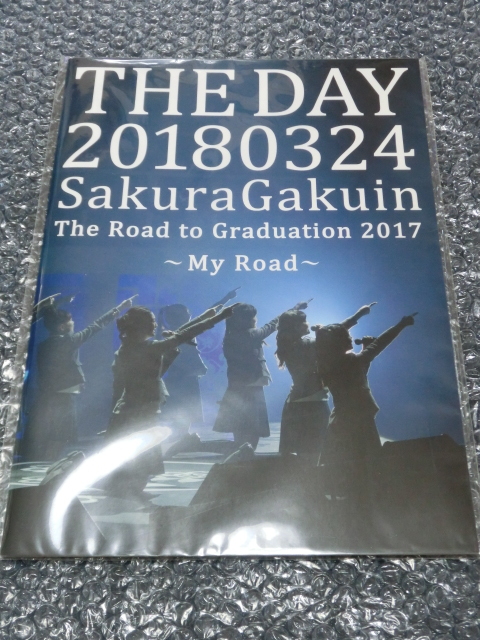 THE DAY
20180324
SakuraGakuin
The Road to Graduation 2017
~My Road~